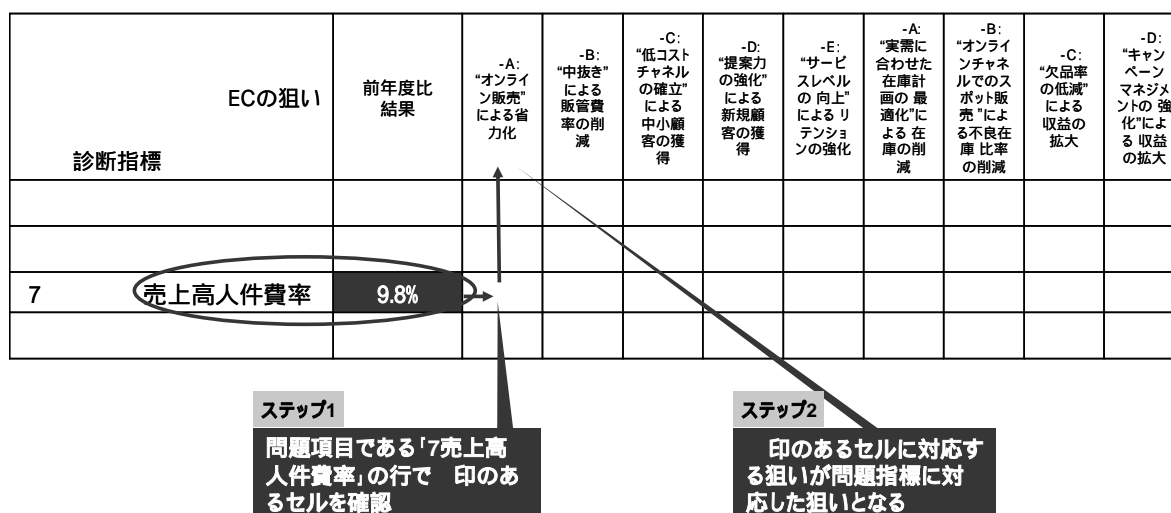 ECの狙い
診断指標
前年度比
結果
-A:
“オンライ
ン販売”
による省
力化
-B:
“中抜き”
による
販管費
率の削
減
-C:
“低コスト
チャネル
の確立”
による
中小顧
客の獲
得
-D:
“提案力
の強化”
による
新規顧
客の獲
得
-E:
“サービ
スレベル
の 向上”
による リ
テンショ
ンの強化
-A:
“実需に
合わせた
在庫計
画の 最
適化”に
よる 在
庫の削
減
-B:
“オンライ
ンチャネ
ルでのス
ポット販
売 ”によ
る不良在
庫 比率
の削減
-C:
“欠品率
の低減”
による
収益の
拡大
-D:
“キャン
ペーン
マネジメ
ントの 強
化”によ
る 収益
の拡大
7 売上高人件費率 9.8%
ステップ1
問題項目である「7売上高
人件費率」の行で 印のあ
るセルを確認
ステップ2
印のあるセルに対応す
る狙いが問題指標に対
応した狙いとなる